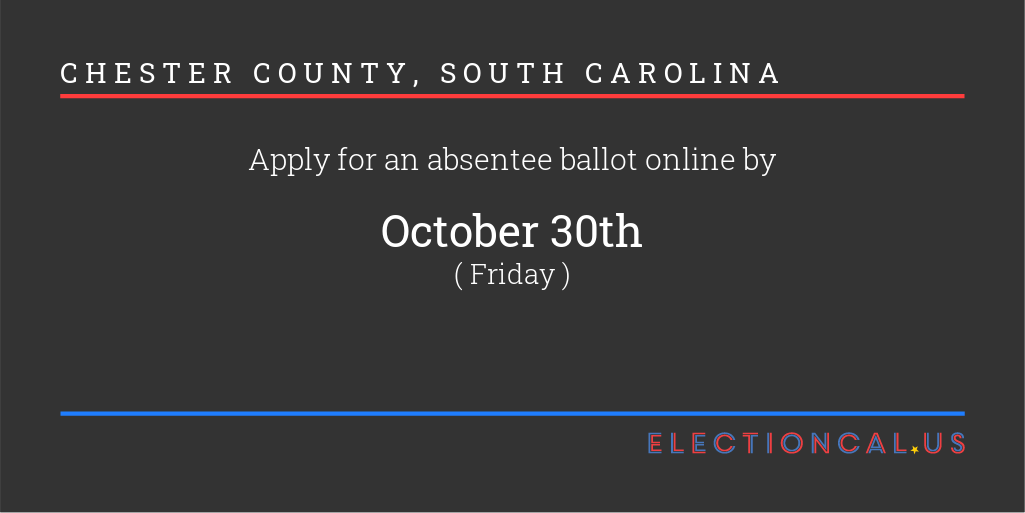 CHESTER COUNTY, SOUTH CAROLINA
Apply for an absentee ballot online by
October 30th
( Friday )
ELECTIONCAL.US